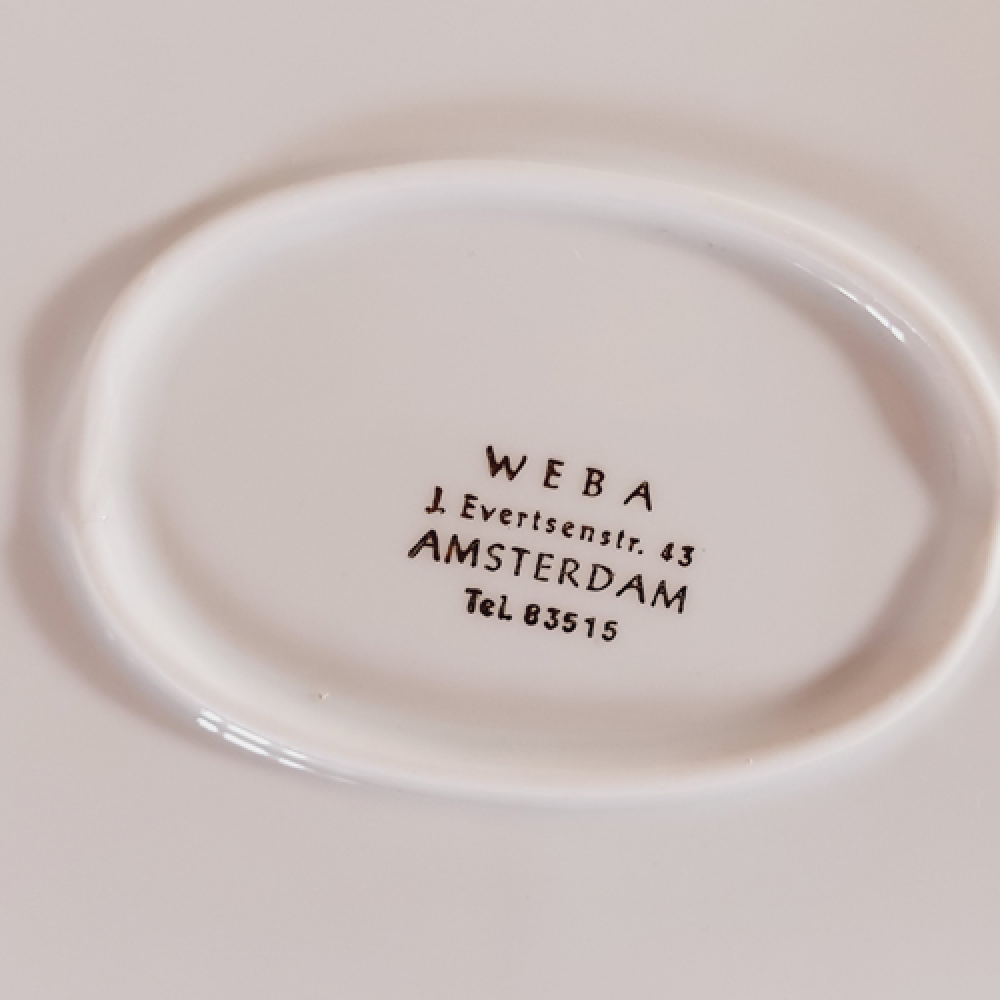 WEBA
J. Evertsenstr. 43
AMSTERDAM
Tel 83515